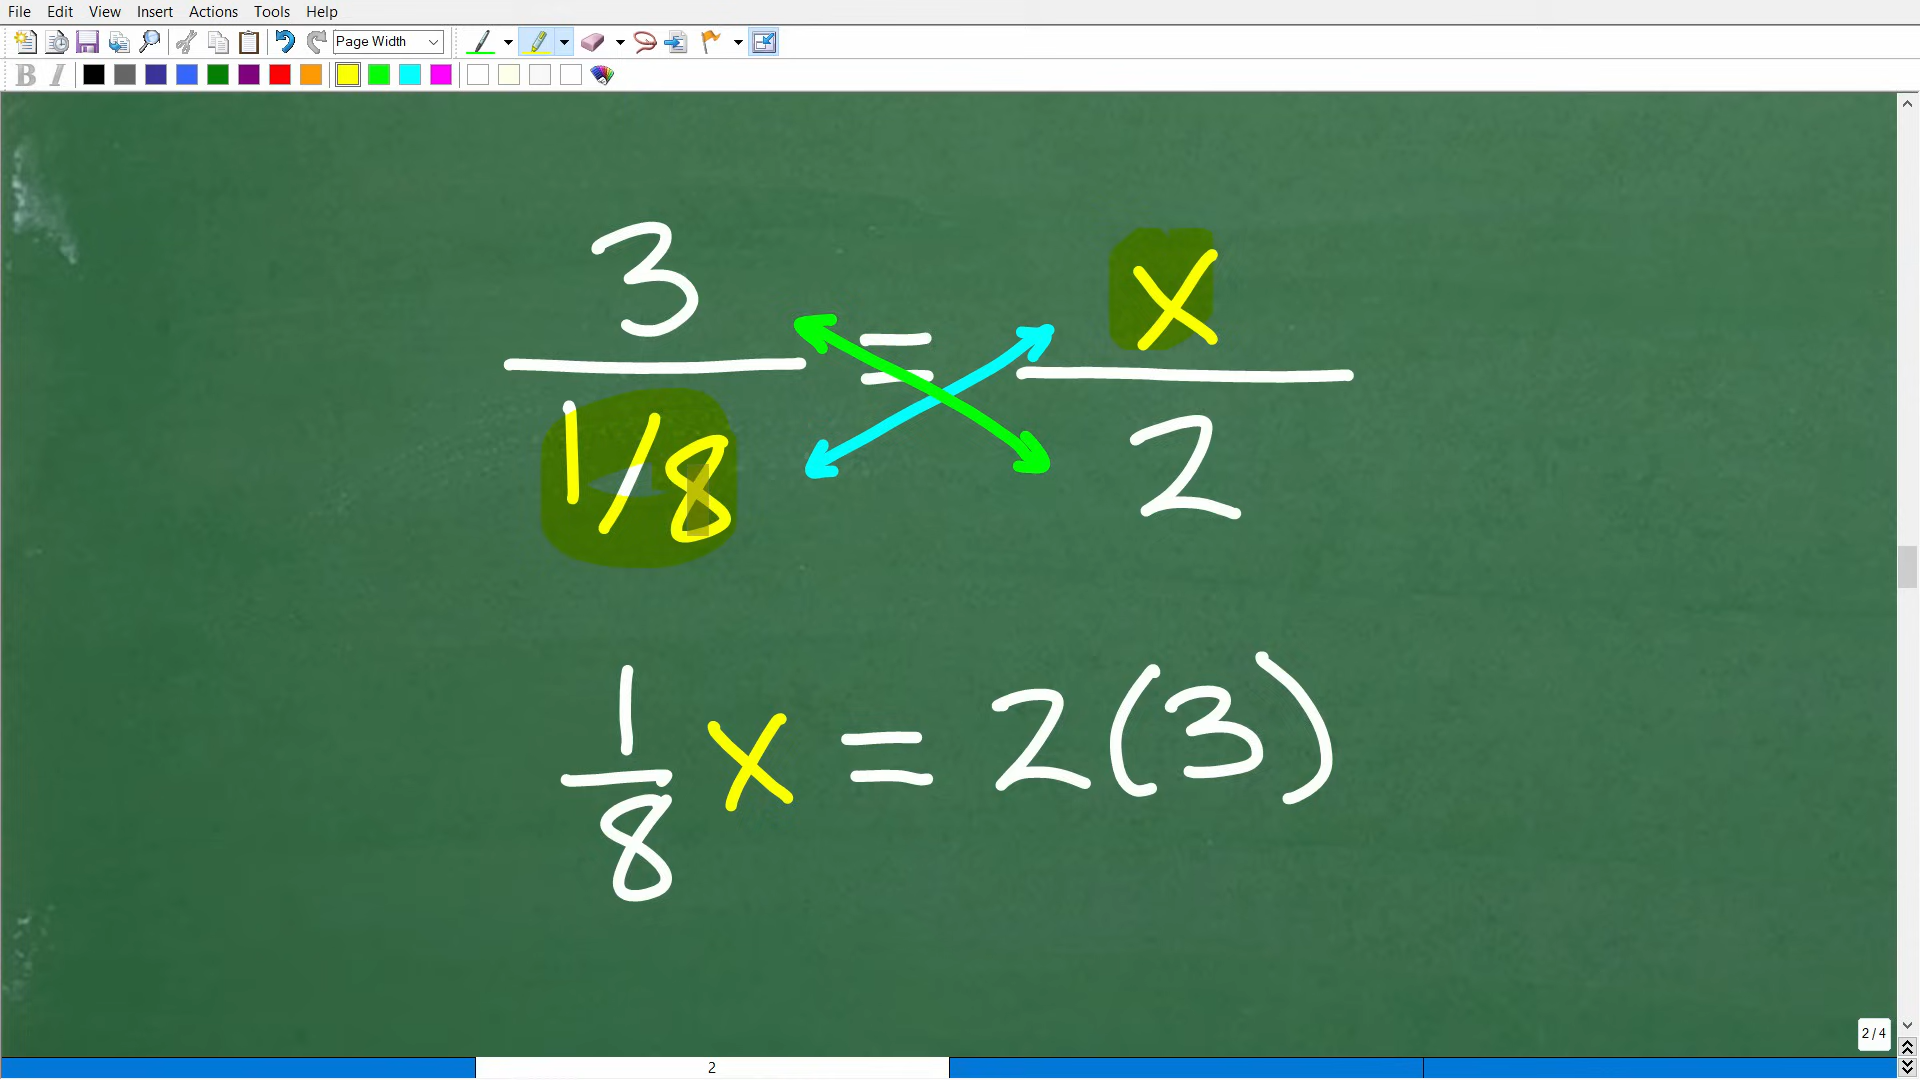 File Edit View Insert Actions Tools Help
Page Width
B I
3 = x
1/8 2
1/8 x = 2(3)
2 / 4
2